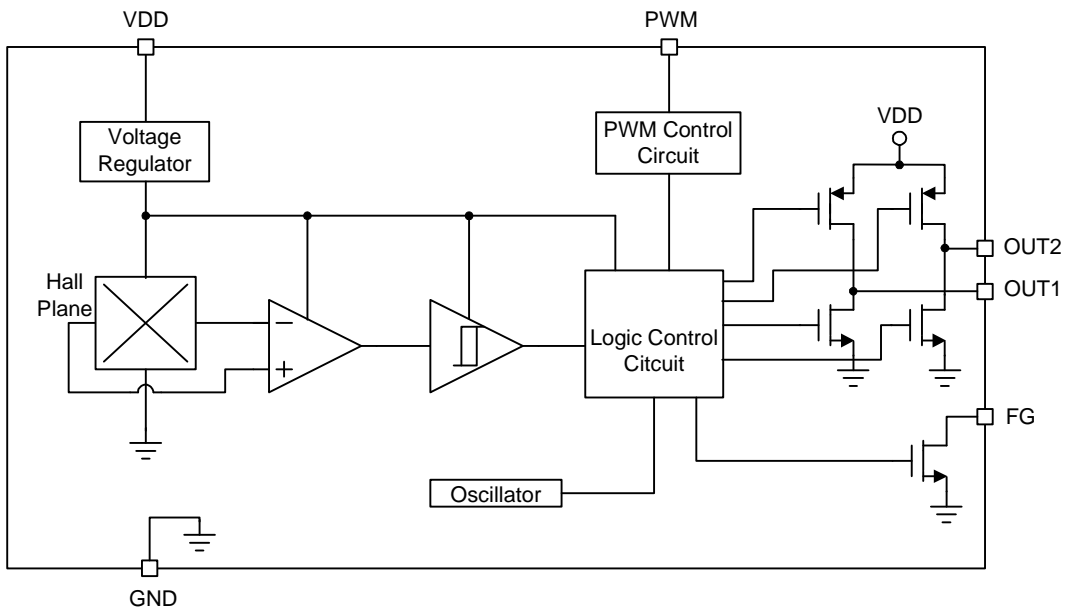 VDD
PWM
Voltage
Regulator
PWM Control
Circuit
VDD
Hall
Plane
−
+
Logic Control
Citcuit
OUT2
OUT1
FG
Oscillator
GND